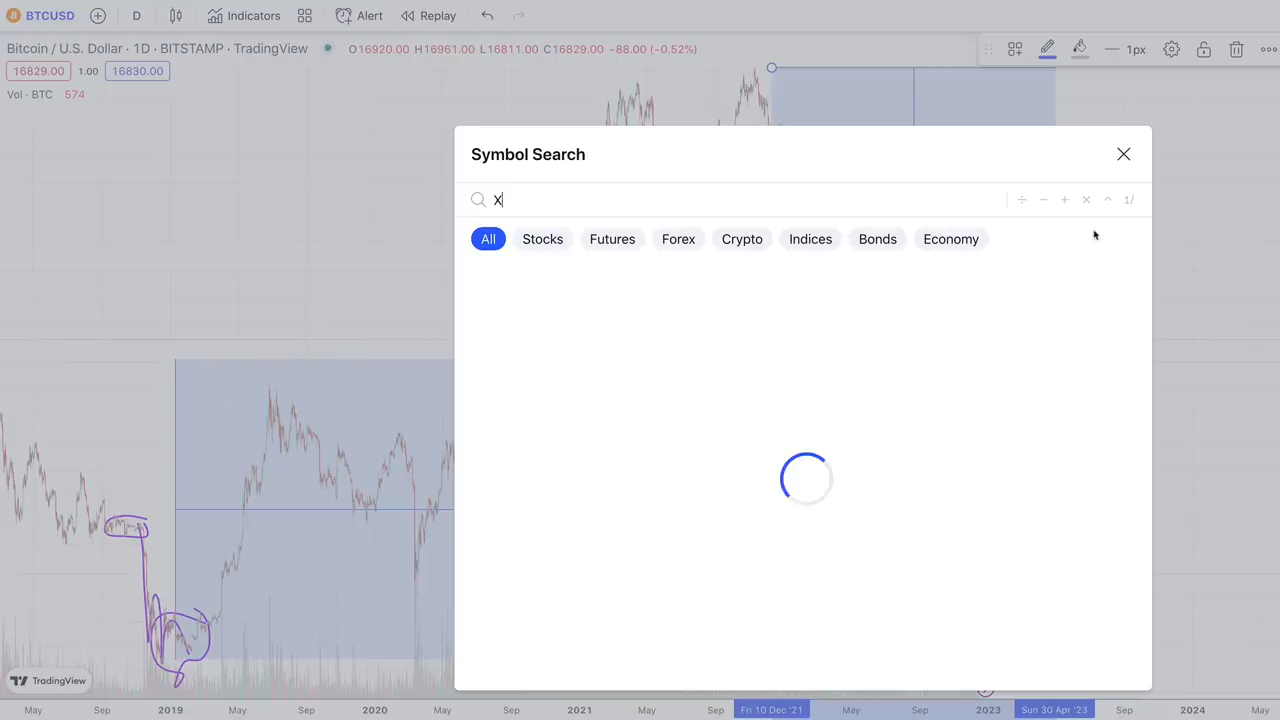 BTCUSD D Indicators Alert Replay
Bitcoin / U.S. Dollar · 1D · BITSTAMP · TradingView O16920.00 H16961.00 L16811.00 C16829.00 −88.00 (−0.52%)
1px
16829.00 1.00 16830.00
Vol · BTC 574
Symbol Search
X
÷ − + × ^ 1/
All Stocks Futures Forex Crypto Indices Bonds Economy
TradingView
May Sep 2019 May Sep 2020 May Sep 2021 May Sep Fri 10 Dec '21 May Sep 2023 Sun 30 Apr '23 Sep 2024 May